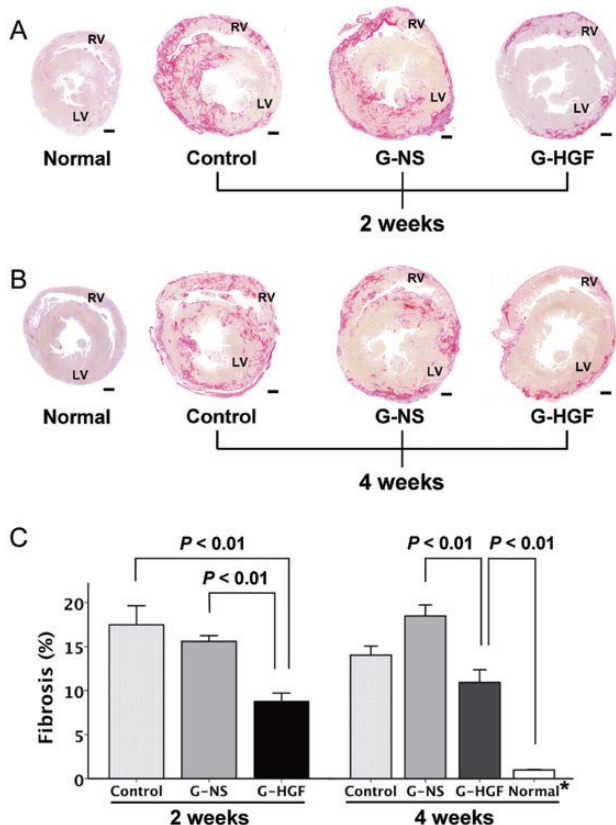 A
RV
LV
Normal
RV
LV
Control
RV
LV
G-NS
RV
LV
G-HGF
2 weeks
B
RV
LV
Normal
RV
LV
Control
RV
LV
G-NS
RV
LV
G-HGF
4 weeks
C
P < 0.01
P < 0.01
P < 0.01
P < 0.01
Fibrosis (%)
20
15
10
5
0
Control G-NS G-HGF
2 weeks
Control G-NS G-HGF Normal*
4 weeks